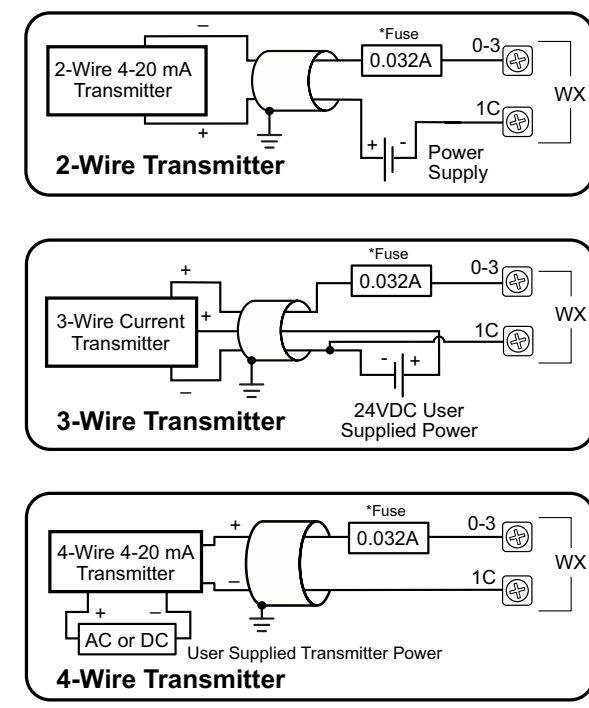 –
*Fuse
0.032A
0-3
2-Wire 4-20 mA
Transmitter
WX
1C
+
+ -
Power
Supply
2-Wire Transmitter
*Fuse
0.032A
0-3
+
+
3-Wire Current
Transmitter
WX
1C
- +
–
24VDC User
Supplied Power
3-Wire Transmitter
*Fuse
0.032A
0-3
+
4-Wire 4-20 mA
Transmitter
WX
1C
–
+ –
AC or DC
User Supplied Transmitter Power
4-Wire Transmitter